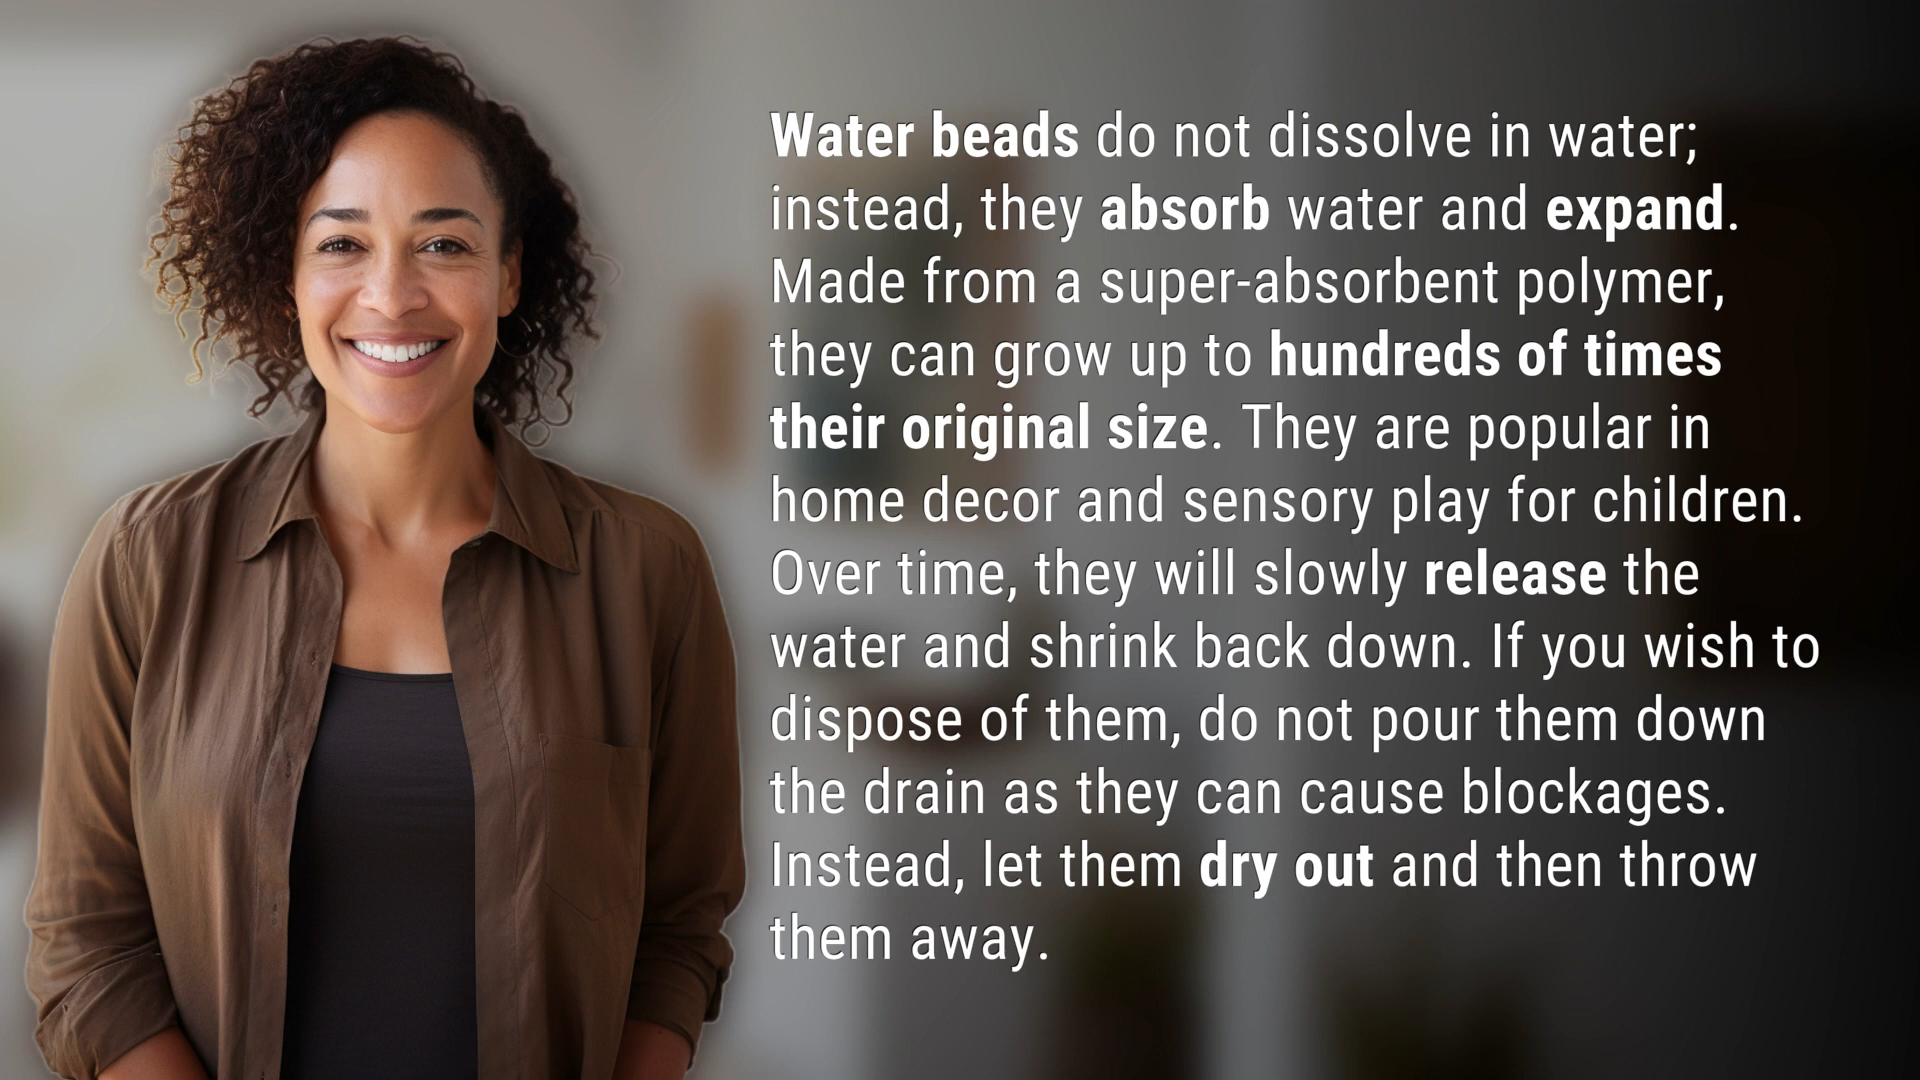 Water beads do not dissolve in water;
instead, they absorb water and expand.
Made from a super-absorbent polymer,
they can grow up to hundreds of times
their original size. They are popular in
home decor and sensory play for children.
Over time, they will slowly release the
water and shrink back down. If you wish to
dispose of them, do not pour them down
the drain as they can cause blockages.
Instead, let them dry out and then throw
them away.